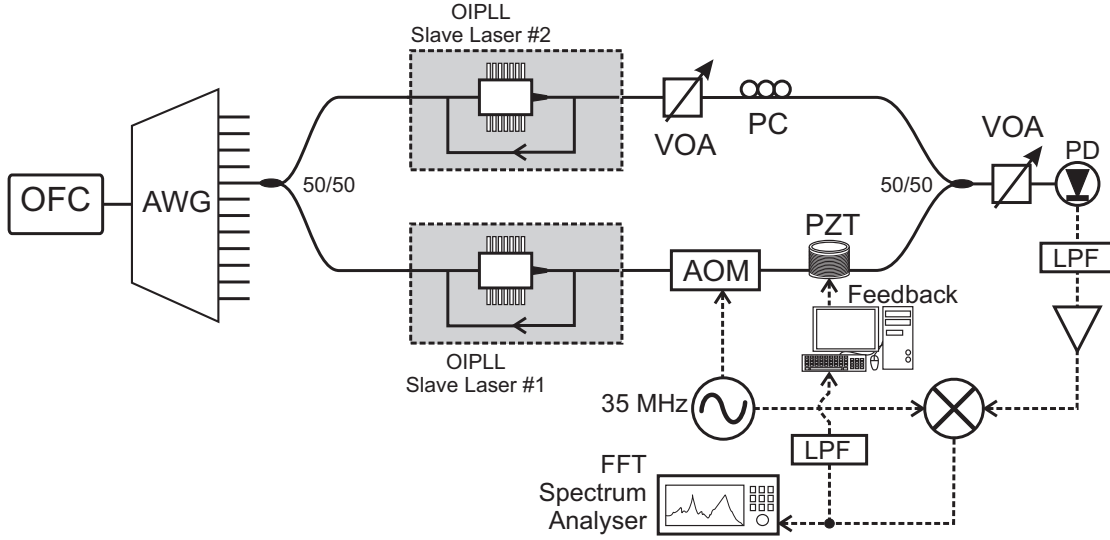 OIPLL
Slave Laser #2
VOA
PC
VOA
PD
OFC
AWG
50/50
50/50
LPF
AOM
PZT
Feedback
OIPLL
Slave Laser #1
35 MHz
LPF
FFT
Spectrum
Analyser